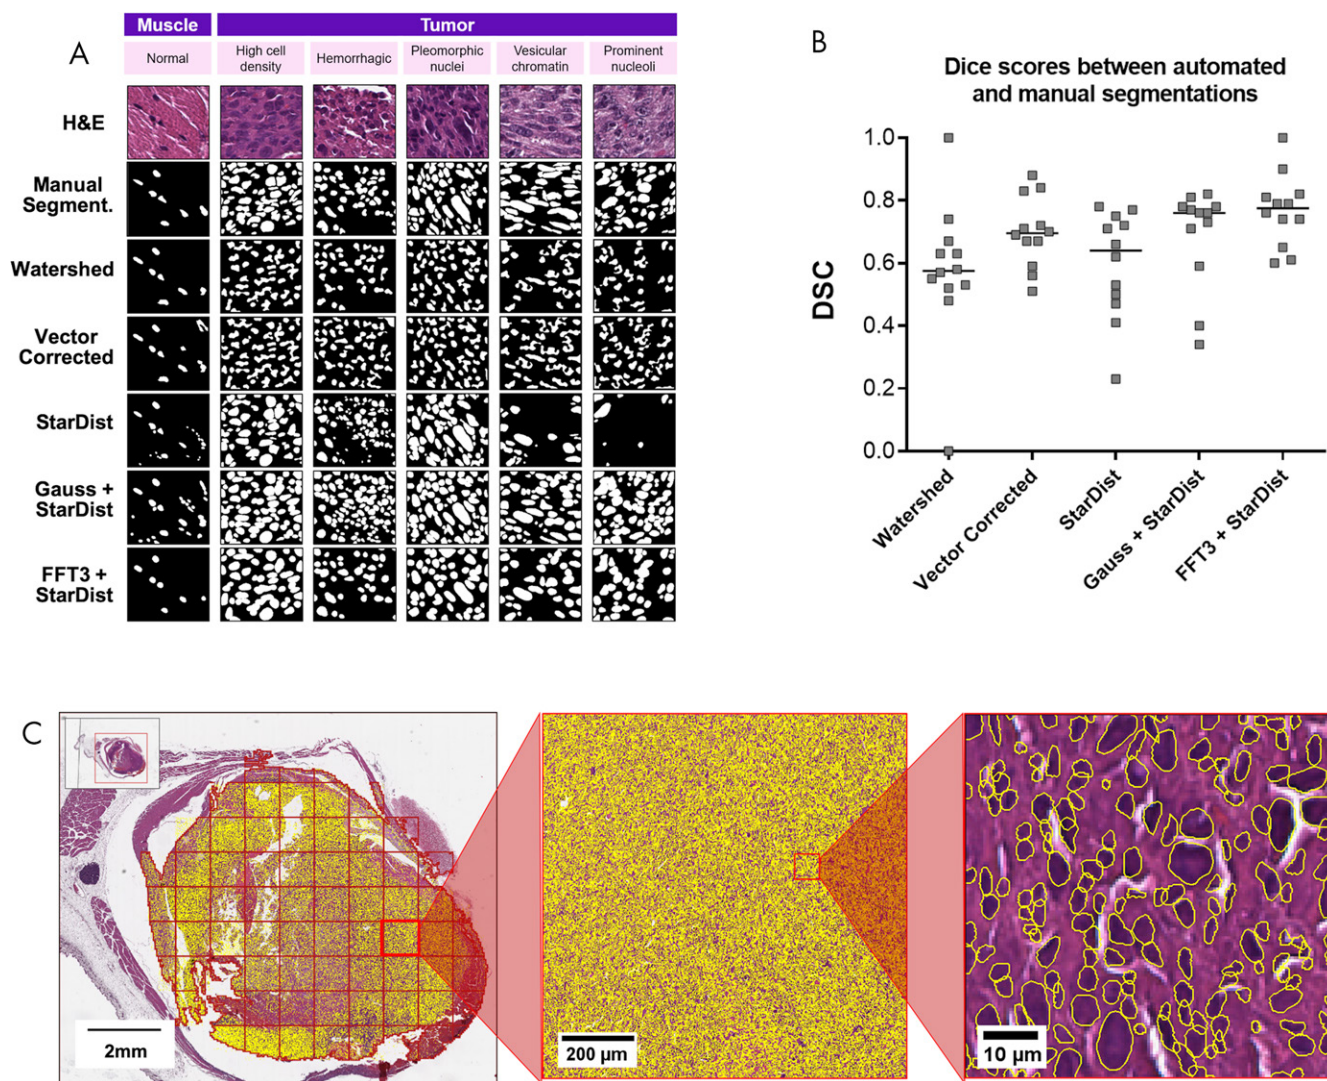 A
Muscle Tumor
Normal
High cell
density
Hemorrhagic
Pleomorphic
nuclei
Vesicular
chromatin
Prominent
nucleoli
H&E
Manual
Segment.
Watershed
Vector
Corrected
StarDist
Gauss +
StarDist
FFT3 +
StarDist
B
Dice scores between automated
and manual segmentations
DSC
1.0
0.8
0.6
0.4
0.2
0.0
Watershed
Vector Corrected
StarDist
Gauss + StarDist
FFT3 + StarDist
C
2mm
200 μm
10 μm